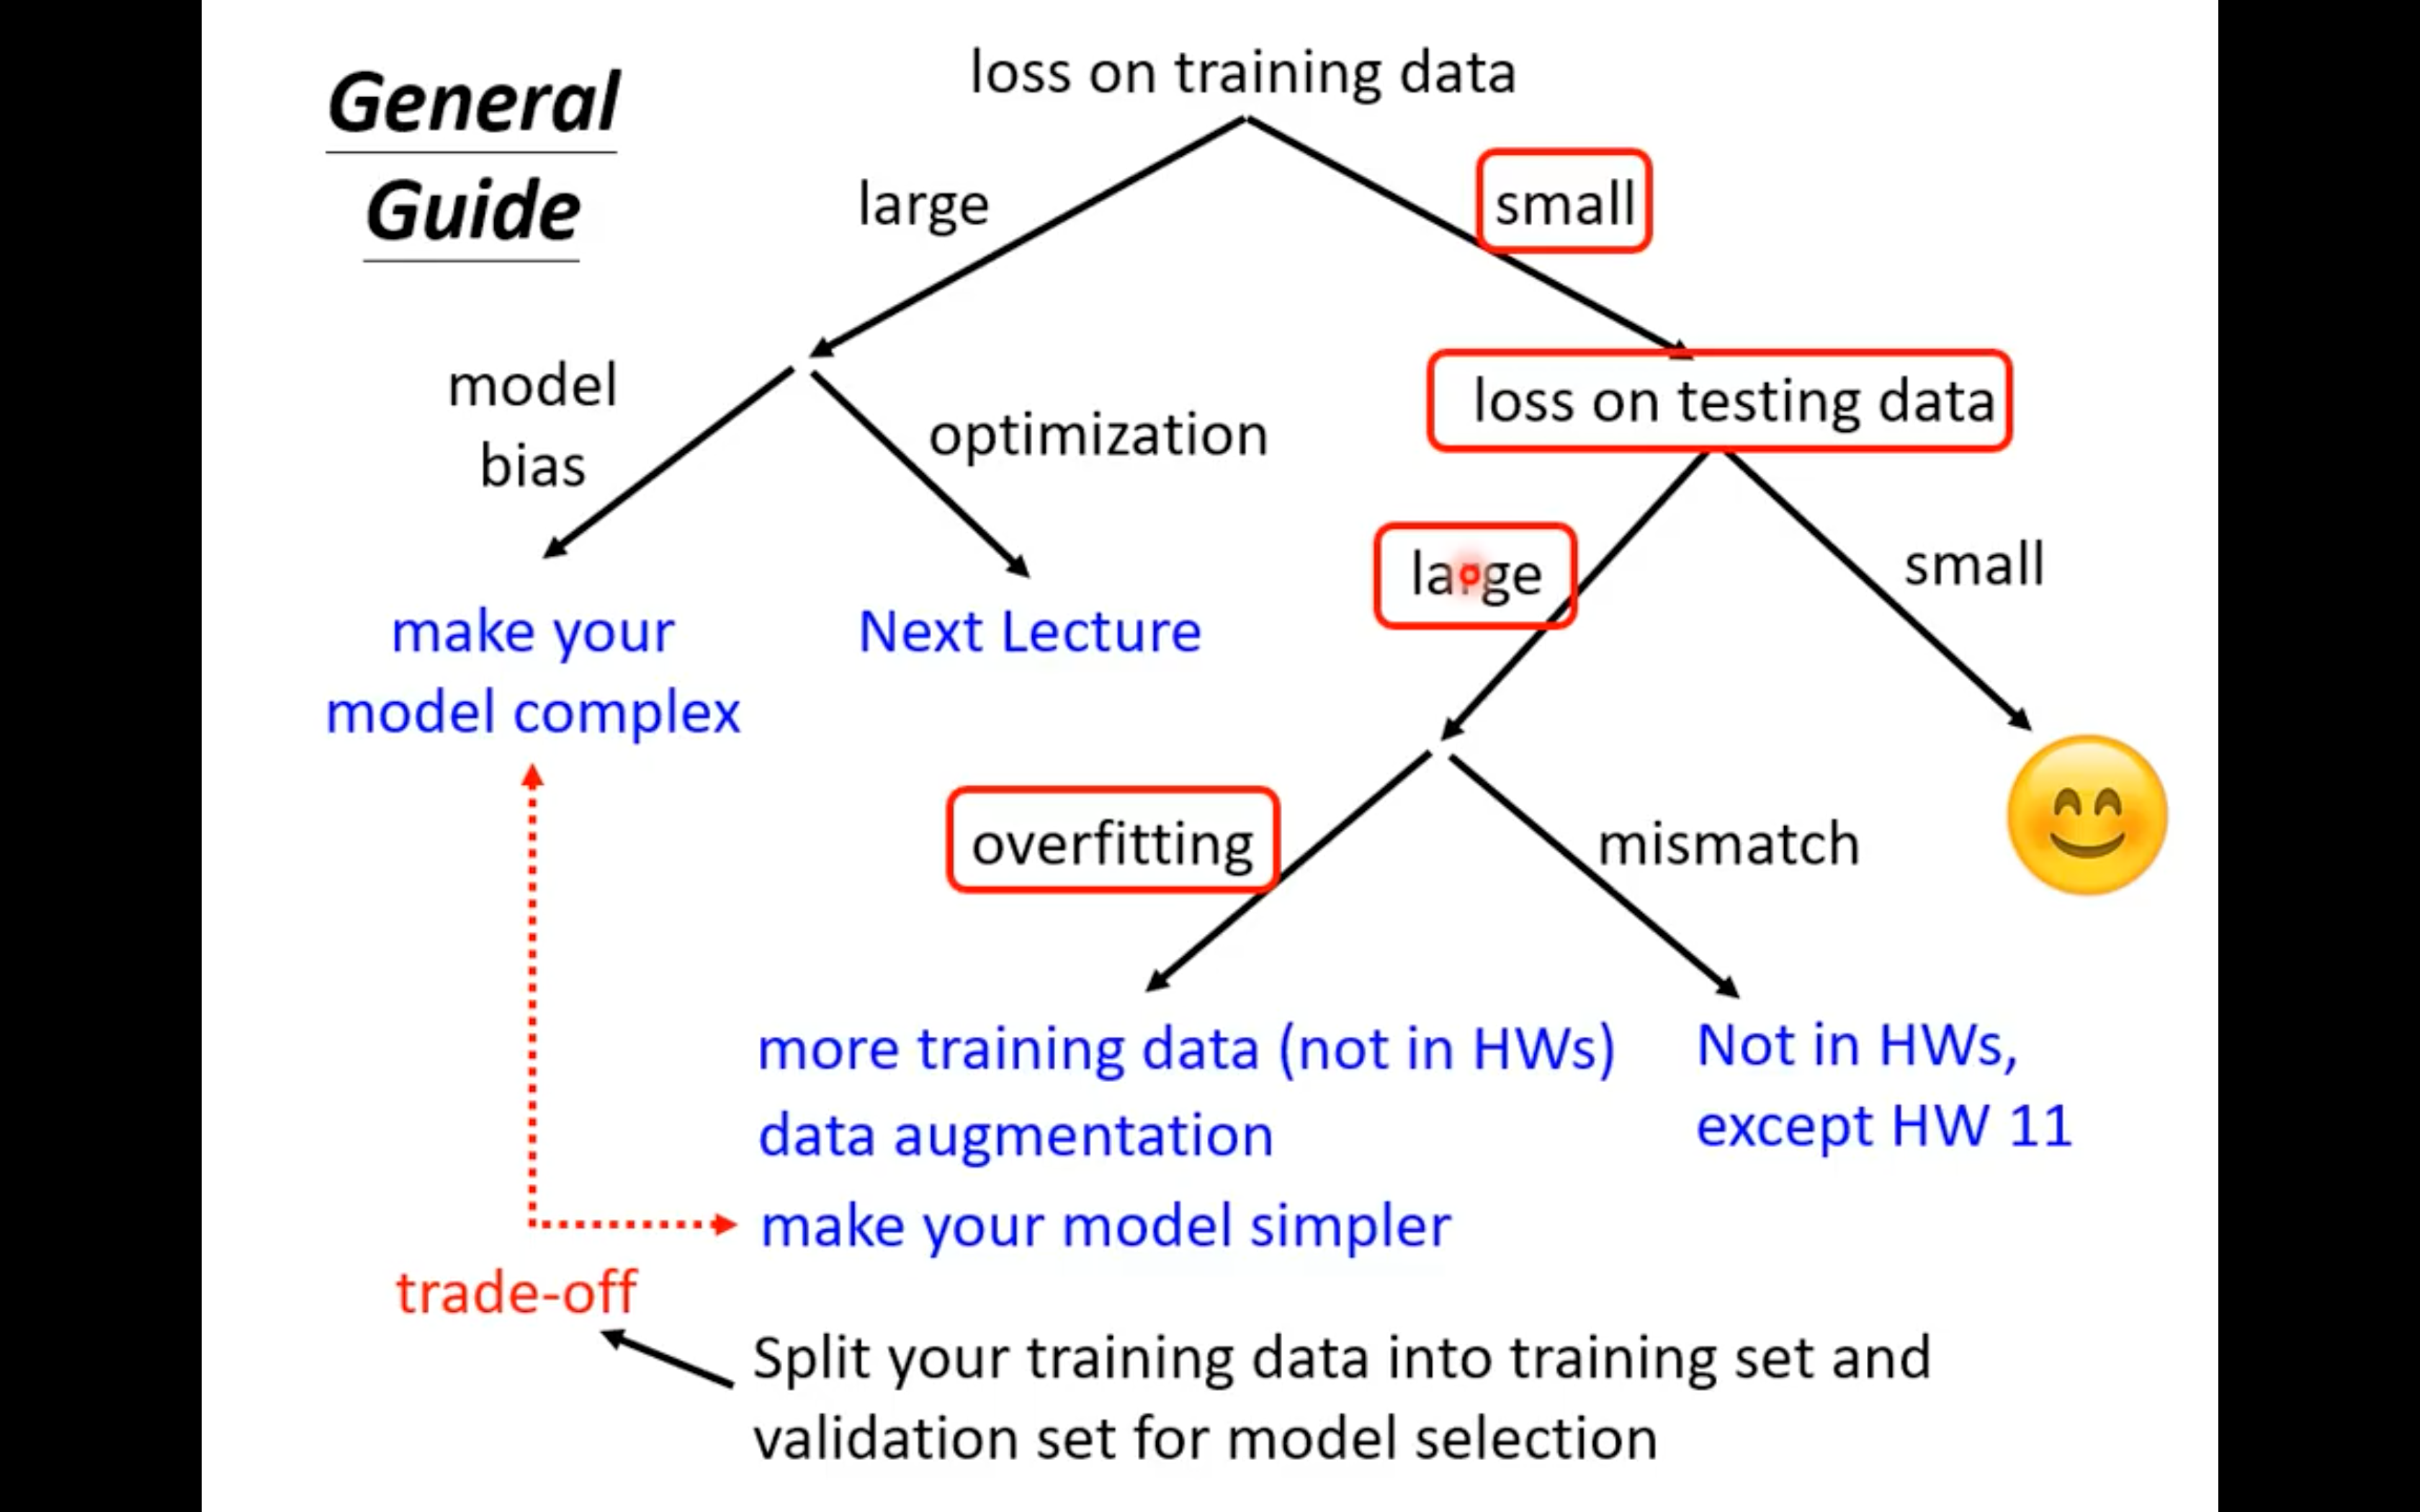 General
Guide
loss on training data
large
small
model
bias
optimization
loss on testing data
make your
model complex
Next Lecture
large
small
overfitting
mismatch
more training data (not in HWs)
data augmentation
make your model simpler
Not in HWs,
except HW 11
trade-off
Split your training data into training set and
validation set for model selection